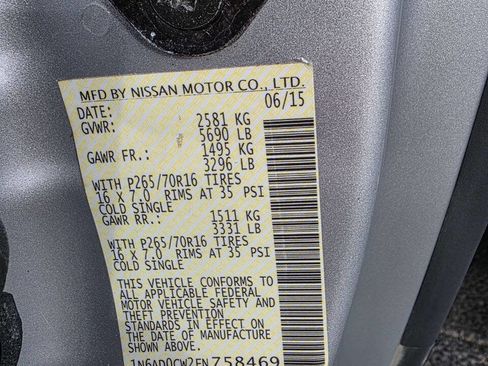 MFD BY NISSAN MOTOR CO., LTD.
DATE: 06/15
GVWR: 2581 KG
5690 LB
GAWR FR.: 1495 KG
3296 LB
WITH P265/70R16 TIRES
16 X 7.0 RIMS AT 35 PSI
COLD SINGLE
GAWR RR.: 1511 KG
3331 LB
WITH P265/70R16 TIRES
16 X 7.0 RIMS AT 35 PSI
COLD SINGLE
THIS VEHICLE CONFORMS TO
ALL APPLICABLE FEDERAL
MOTOR VEHICLE SAFETY AND
THEFT PREVENTION
STANDARDS IN EFFECT ON
THE DATE OF MANUFACTURE
SHOWN ABOVE.
1N6AD0CW2FN758469